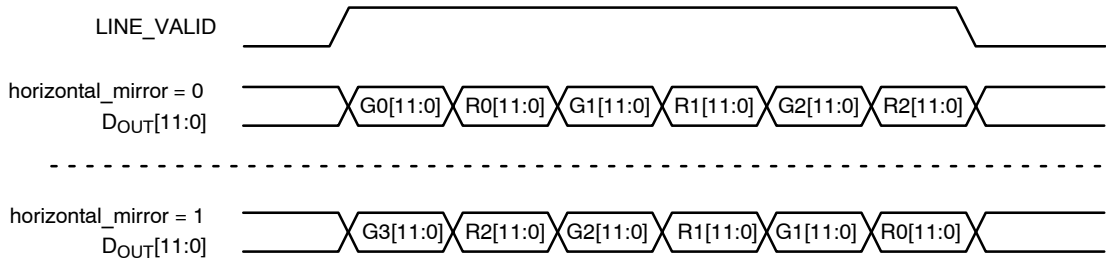 LINE_VALID
horizontal_mirror = 0
D_OUT[11:0]
G0[11:0] R0[11:0] G1[11:0] R1[11:0] G2[11:0] R2[11:0]
horizontal_mirror = 1
D_OUT[11:0]
G3[11:0] R2[11:0] G2[11:0] R1[11:0] G1[11:0] R0[11:0]